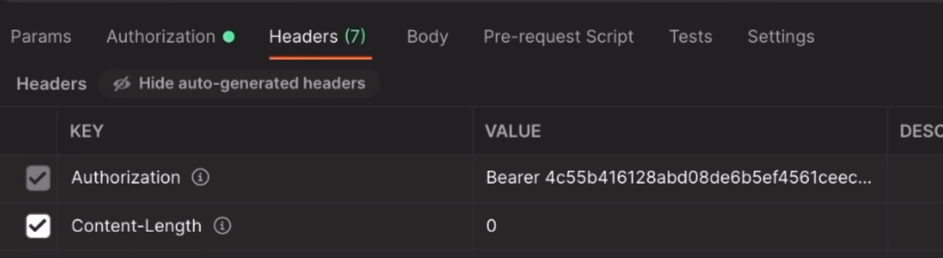 Params Authorization Headers (7) Body Pre-request Script Tests Settings
Headers Hide auto-generated headers
KEY VALUE DESC
Authorization Bearer 4c55b416128abd08de6b5ef4561ceec...
Content-Length 0